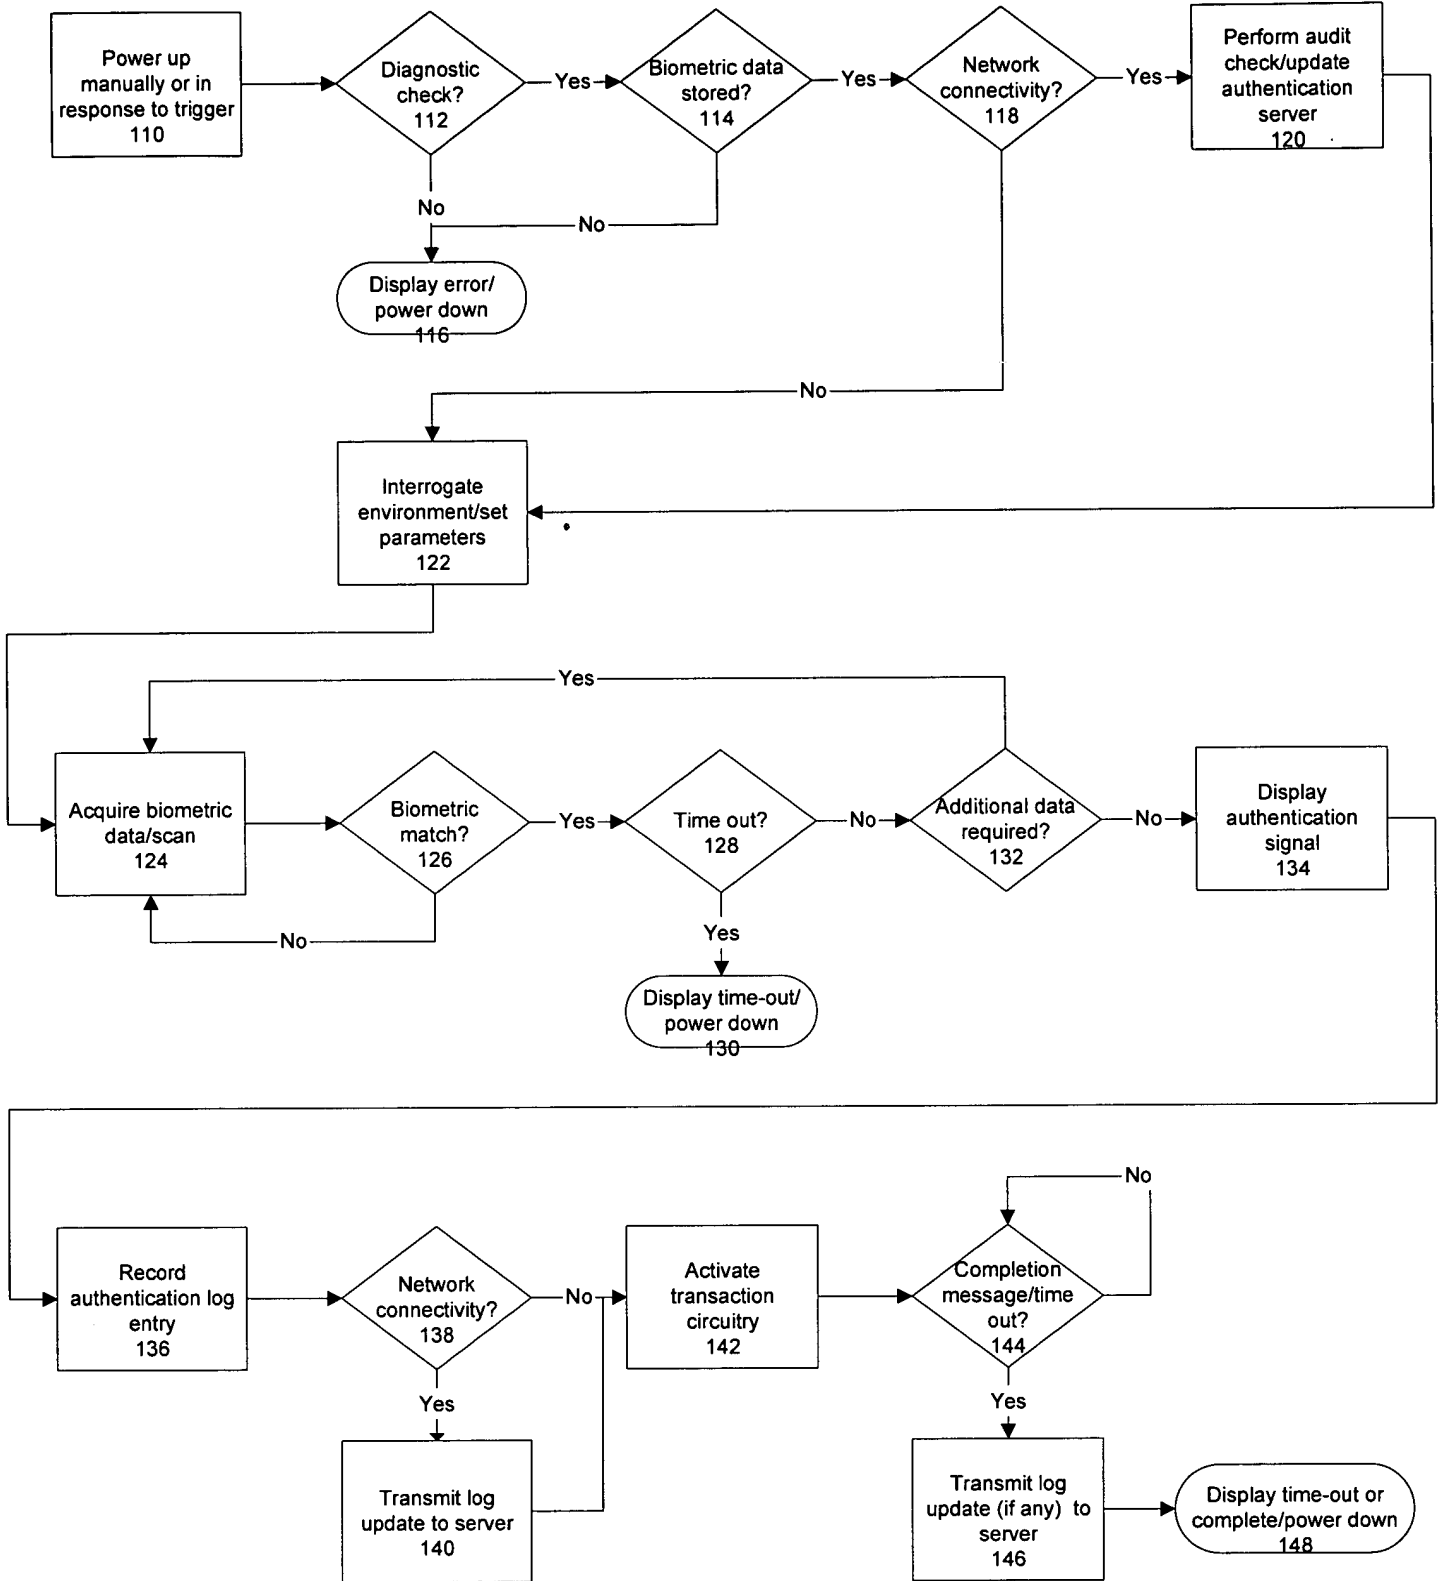 Power up
manually or in
response to trigger
110
Diagnostic
check?
112
Yes
Biometric data
stored?
114
Yes
Network
connectivity?
118
Yes
Perform audit
check/update
authentication
server
120
No
No
Display error/
power down
116
No
Interrogate
environment/set
parameters
122
Yes
Acquire biometric
data/scan
124
Biometric
match?
126
Yes
Time out?
128
No
Additional data
required?
132
No
Display
authentication
signal
134
No
Yes
Display time-out/
power down
130
No
Record
authentication log
entry
136
Network
connectivity?
138
No
Activate
transaction
circuitry
142
Completion
message/time
out?
144
Yes
Yes
Transmit log
update to server
140
Transmit log
update (if any) to
server
146
Display time-out or
complete/power down
148